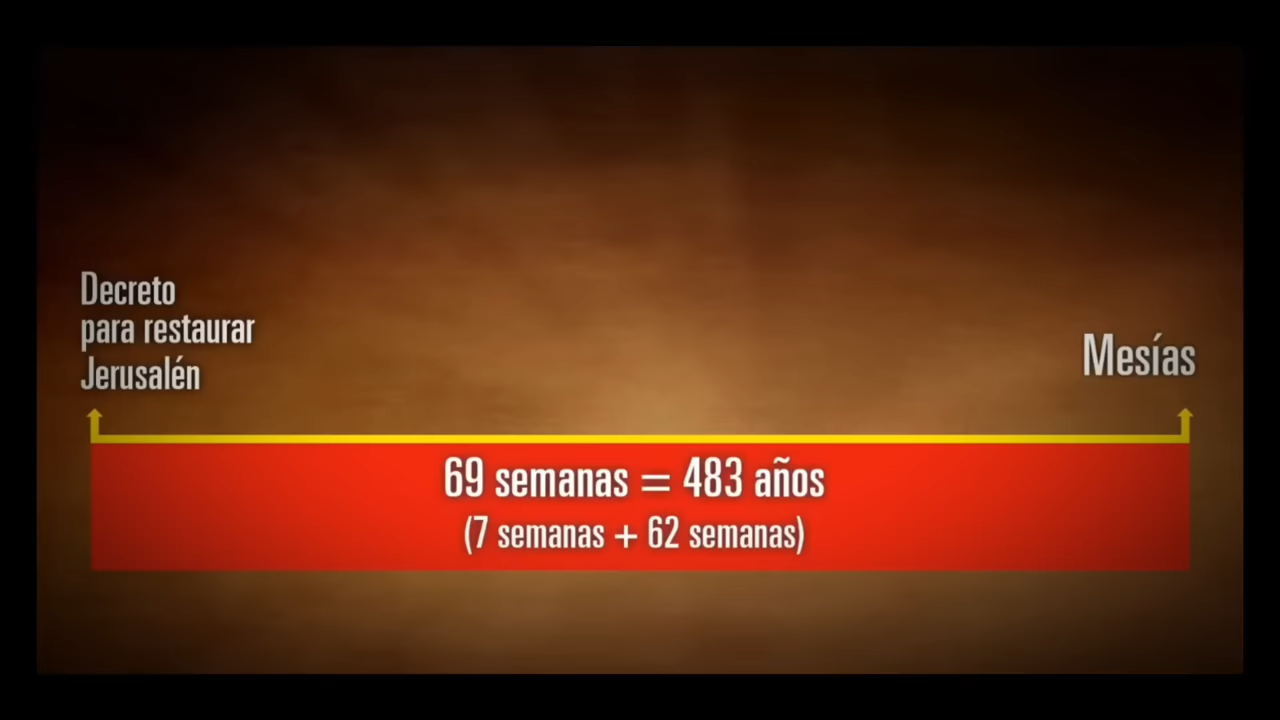 Decreto
para restaurar
Jerusalén
Mesías
69 semanas = 483 años
(7 semanas + 62 semanas)